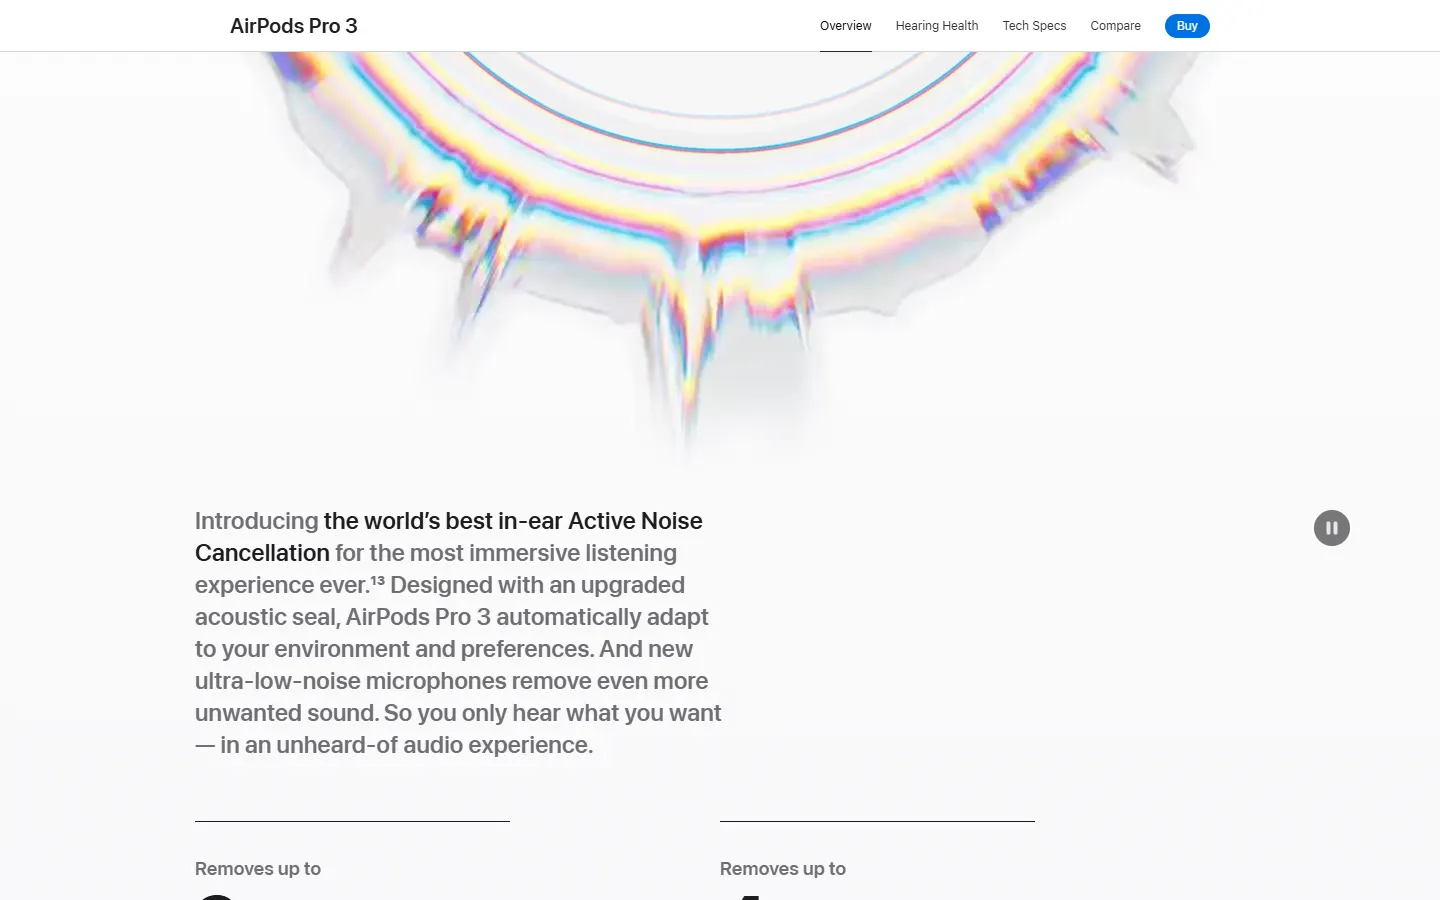 AirPods Pro 3
Overview
Hearing Health
Tech Specs
Compare
Buy
Introducing the world’s best in-ear Active Noise
Cancellation for the most immersive listening
experience ever.¹³ Designed with an upgraded
acoustic seal, AirPods Pro 3 automatically adapt
to your environment and preferences. And new
ultra-low-noise microphones remove even more
unwanted sound. So you only hear what you want
— in an unheard-of audio experience.
Removes up to
Removes up to